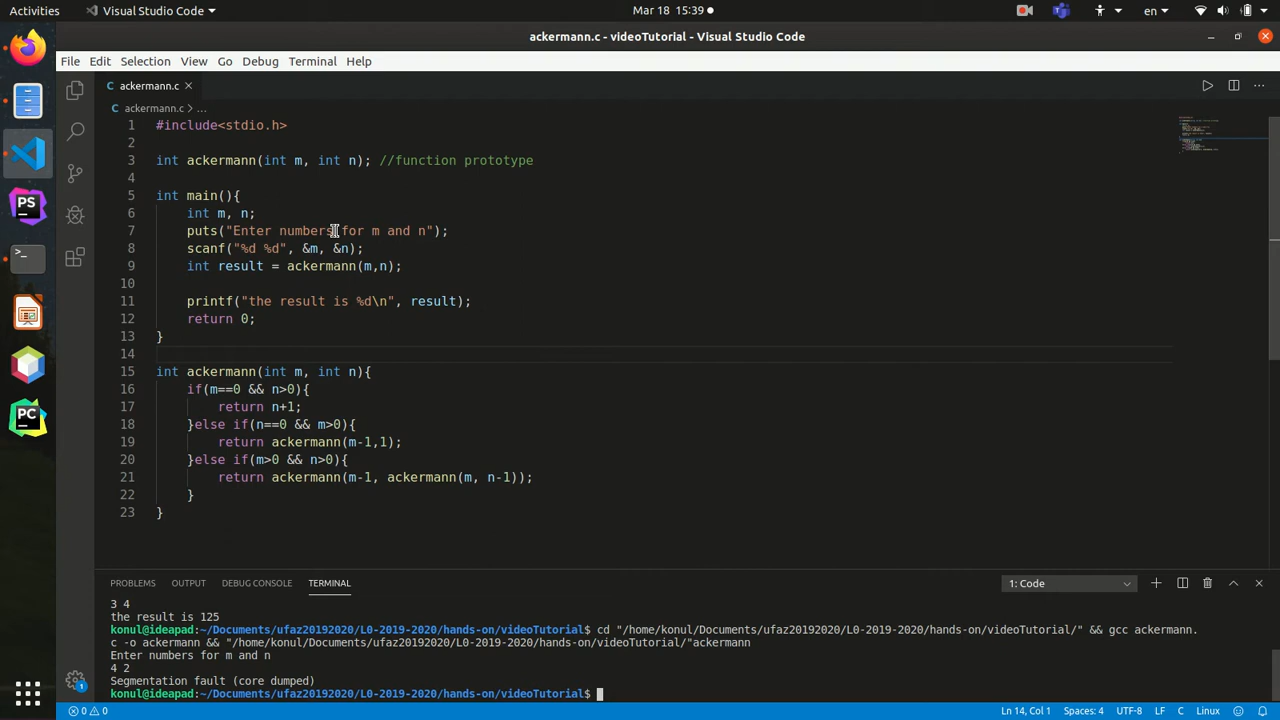 Activities Visual Studio Code Mar 18 15:39 en
ackermann.c - videoTutorial - Visual Studio Code
File Edit Selection View Go Debug Terminal Help
C ackermann.c
C ackermann.c > ...
1 #include<stdio.h>
2
3 int ackermann(int m, int n); //function prototype
4
5 int main(){
6 int m, n;
7 puts("Enter numbers for m and n");
8 scanf("%d %d", &m, &n);
9 int result = ackermann(m,n);
10
11 printf("the result is %d\n", result);
12 return 0;
13 }
14
15 int ackermann(int m, int n){
16 if(m==0 && n>0){
17 return n+1;
18 }else if(n==0 && m>0){
19 return ackermann(m-1,1);
20 }else if(m>0 && n>0){
21 return ackermann(m-1, ackermann(m, n-1));
22 }
23 }
PS
PC
PROBLEMS OUTPUT DEBUG CONSOLE TERMINAL 1: Code
3 4
the result is 125
konul@ideapad:~/Documents/ufaz20192020/L0-2019-2020/hands-on/videoTutorial$ cd "/home/konul/Documents/ufaz20192020/L0-2019-2020/hands-on/videoTutorial/" && gcc ackermann.
c -o ackermann && "/home/konul/Documents/ufaz20192020/L0-2019-2020/hands-on/videoTutorial/"ackermann
Enter numbers for m and n
4 2
Segmentation fault (core dumped)
konul@ideapad:~/Documents/ufaz20192020/L0-2019-2020/hands-on/videoTutorial$
1
0 0 Ln 14, Col 1 Spaces: 4 UTF-8 LF C Linux